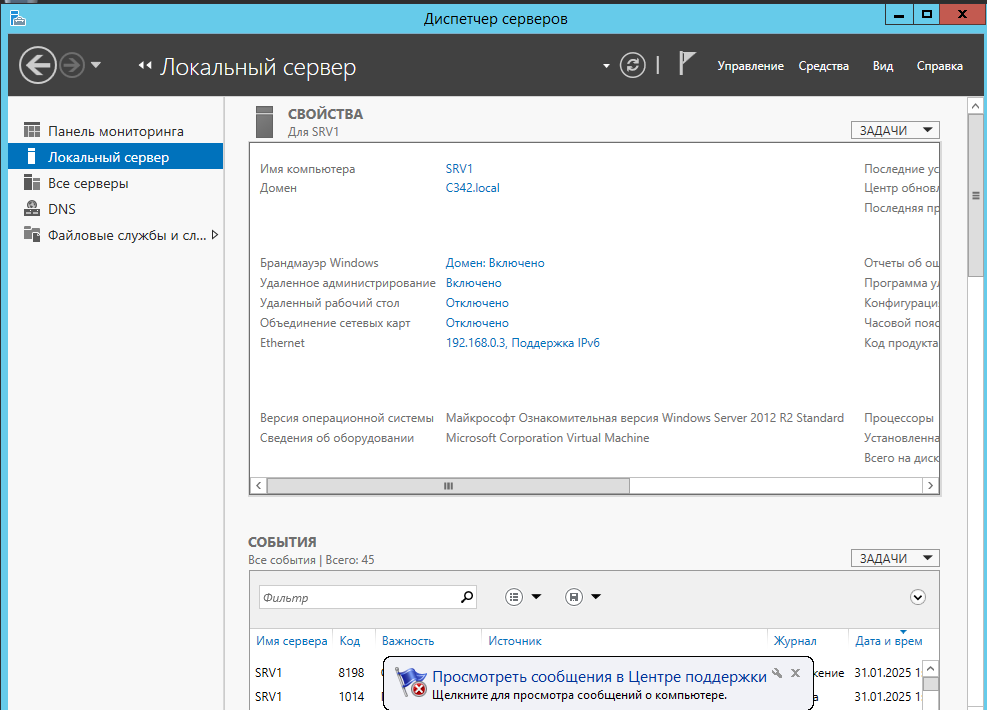 Диспетчер серверов
Локальный сервер
Управление Средства Вид Справка
Панель мониторинга
Локальный сервер
Все серверы
DNS
Файловые службы и сл...
СВОЙСТВА
Для SRV1
ЗАДАЧИ
Имя компьютера SRV1 Последние ус
Домен C342.local Центр обновл
Последняя пр
Брандмауэр Windows Домен: Включено Отчеты об ош
Удаленное администрирование Включено Программа ул
Удаленный рабочий стол Отключено Конфигураци
Объединение сетевых карт Отключено Часовой пояс
Ethernet 192.168.0.3, Поддержка IPv6 Код продукта
Версия операционной системы Майкрософт Ознакомительная версия Windows Server 2012 R2 Standard Процессоры
Сведения об оборудовании Microsoft Corporation Virtual Machine Установленна
Всего на диск
СОБЫТИЯ
Все события | Всего: 45
ЗАДАЧИ
Фильтр
Имя сервера Код Важность Источник Журнал Дата и врем
SRV1 8198 жение 31.01.2025 1
SRV1 1014 а 31.01.2025 1
Просмотреть сообщения в Центре поддержки
Щелкните для просмотра сообщений о компьютере.